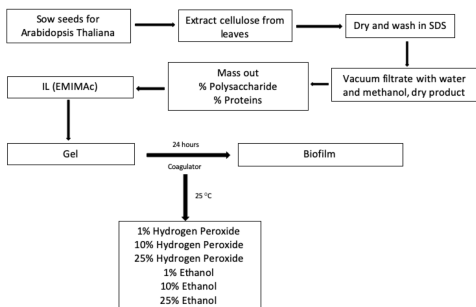 Sow seeds for
Arabidopsis Thaliana
Extract cellulose from
leaves
Dry and wash in SDS
Vacuum filtrate with water
and methanol, dry product
Mass out
% Polysaccharide
% Proteins
IL (EMIMAc)
Gel
24 hours
Coagulator
Biofilm
25 ⁰C
1% Hydrogen Peroxide
10% Hydrogen Peroxide
25% Hydrogen Peroxide
1% Ethanol
10% Ethanol
25% Ethanol